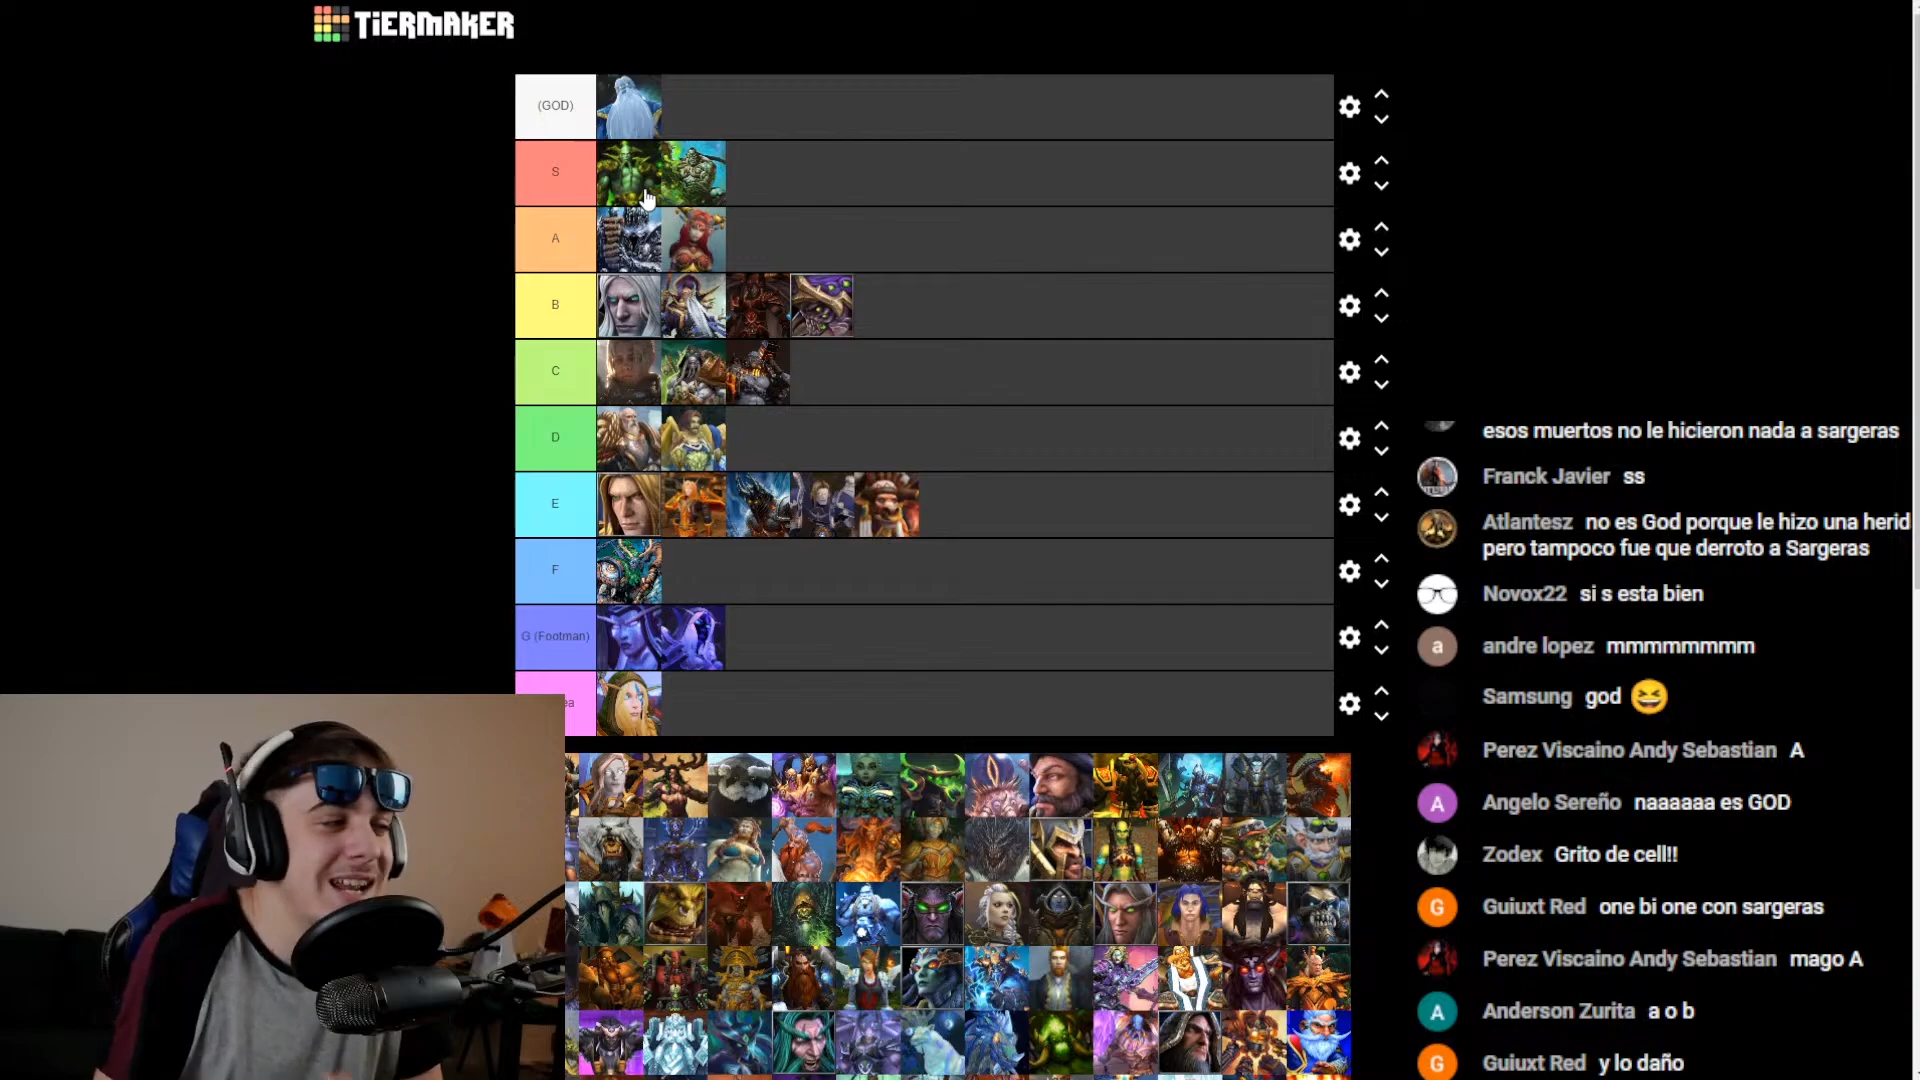 TIERMAKER
(GOD)
S
A
B
C
D
E
F
G (Footman)
ea
esos muertos no le hicieron nada a sargeras
Franck Javier ss
Atlantesz no es God porque le hizo una herid
pero tampoco fue que derroto a Sargeras
Novox22 si s esta bien
a andre lopez mmmmmmmm
Samsung god
Perez Viscaino Andy Sebastian A
A Angelo Sereño naaaaaa es GOD
Zodex Grito de cell!!
G Guiuxt Red one bi one con sargeras
Perez Viscaino Andy Sebastian mago A
A Anderson Zurita a o b
G Guiuxt Red y lo daño